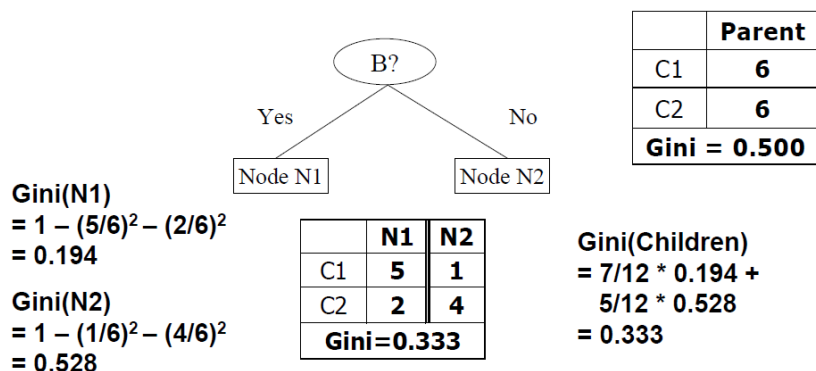 B?
Yes
No
Node N1
Node N2
Parent
C1 6
C2 6
Gini = 0.500
Gini(N1)
= 1 – (5/6)² – (2/6)²
= 0.194
Gini(N2)
= 1 – (1/6)² – (4/6)²
= 0.528
N1 N2
C1 5 1
C2 2 4
Gini=0.333
Gini(Children)
= 7/12 * 0.194 +
5/12 * 0.528
= 0.333